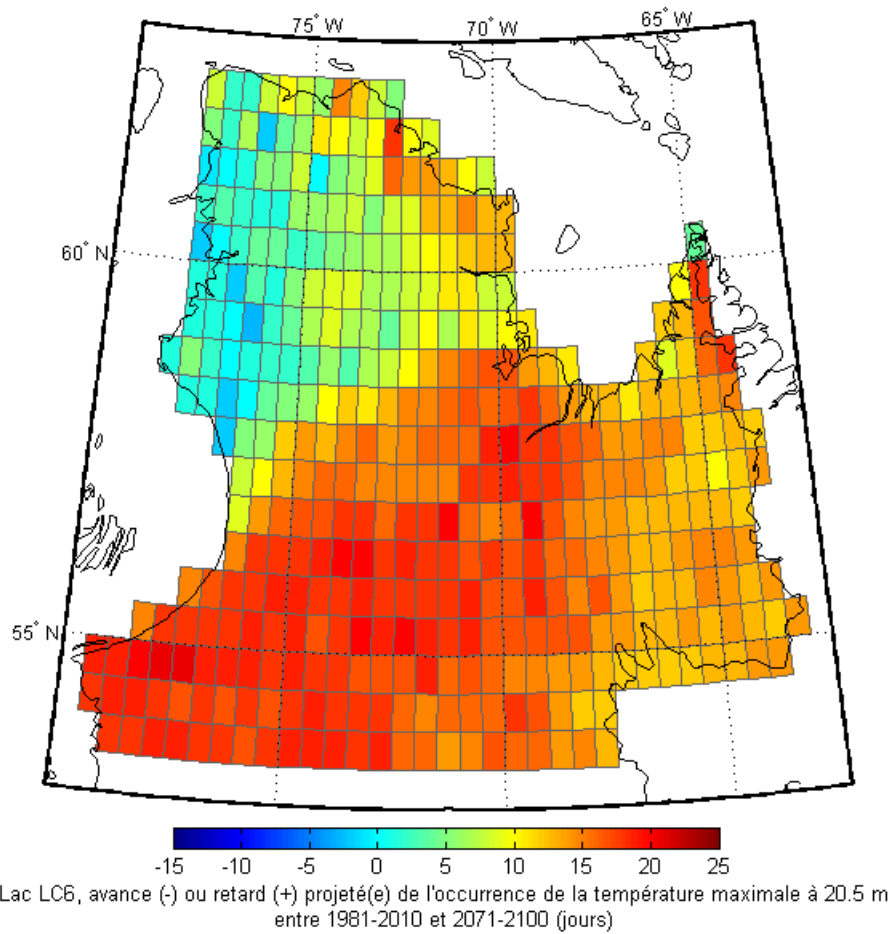 75° W 70° W 65° W
60° N
55° N
-15 -10 -5 0 5 10 15 20 25
Lac LC6, avance (-) ou retard (+) projeté(e) de l'occurrence de la température maximale à 20.5 m
entre 1981-2010 et 2071-2100 (jours)